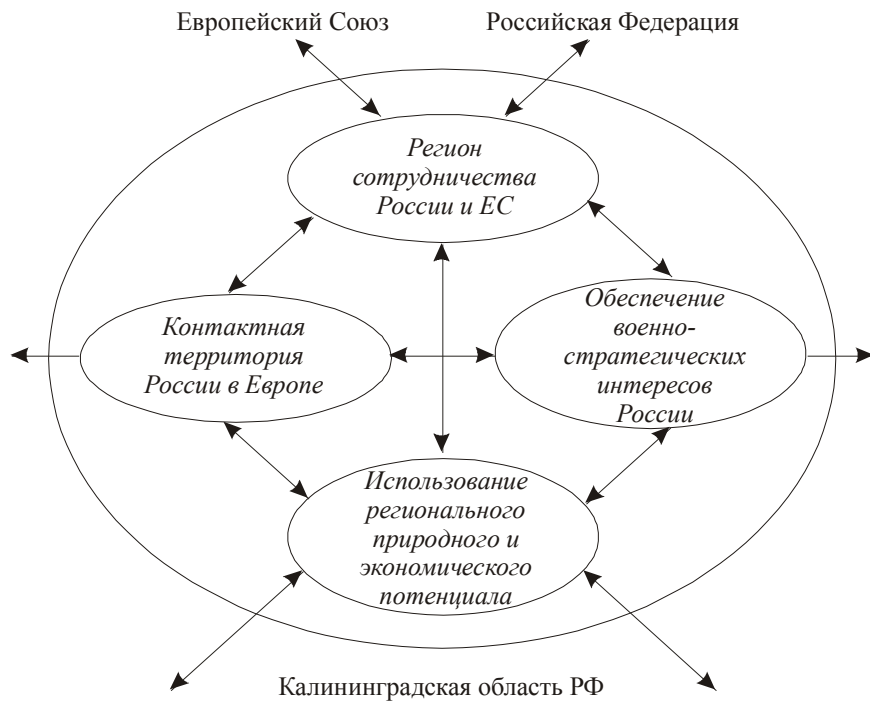 Европейский Союз
Российская Федерация
Регион
сотрудничества
России и ЕС
Контактная
территория
России в Европе
Обеспечение
военно-
стратегических
интересов
России
Использование
регионального
природного и
экономического
потенциала
Калининградская область РФ